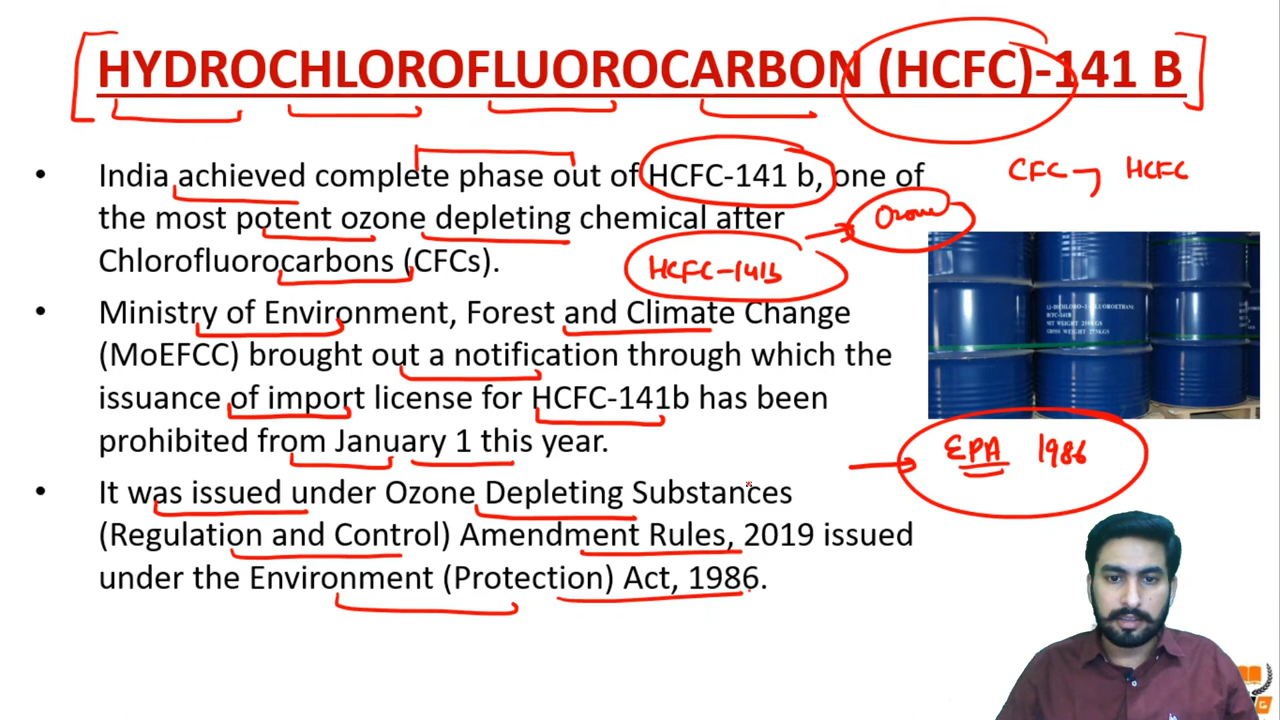 HYDROCHLOROFLUOROCARBON (HCFC)-141 B
• India achieved complete phase out of HCFC-141 b, one of
the most potent ozone depleting chemical after
Chlorofluorocarbons (CFCs).
CFC → HCFC
Ozone
HCFC-141b
• Ministry of Environment, Forest and Climate Change
(MoEFCC) brought out a notification through which the
issuance of import license for HCFC-141b has been
prohibited from January 1 this year.
EPA 1986
• It was issued under Ozone Depleting Substances
(Regulation and Control) Amendment Rules, 2019 issued
under the Environment (Protection) Act, 1986.
HCFC-141B